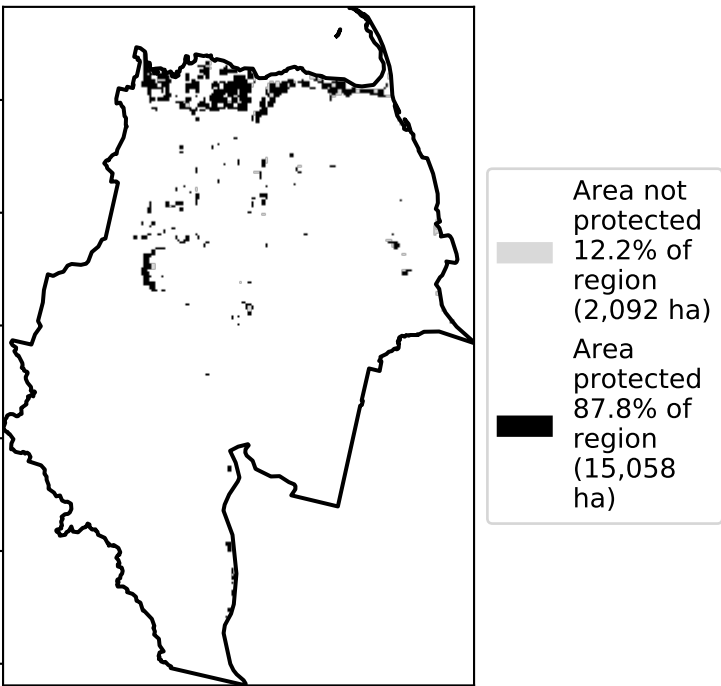 Area not
protected
12.2% of
region
(2,092 ha)
Area
protected
87.8% of
region
(15,058
ha)